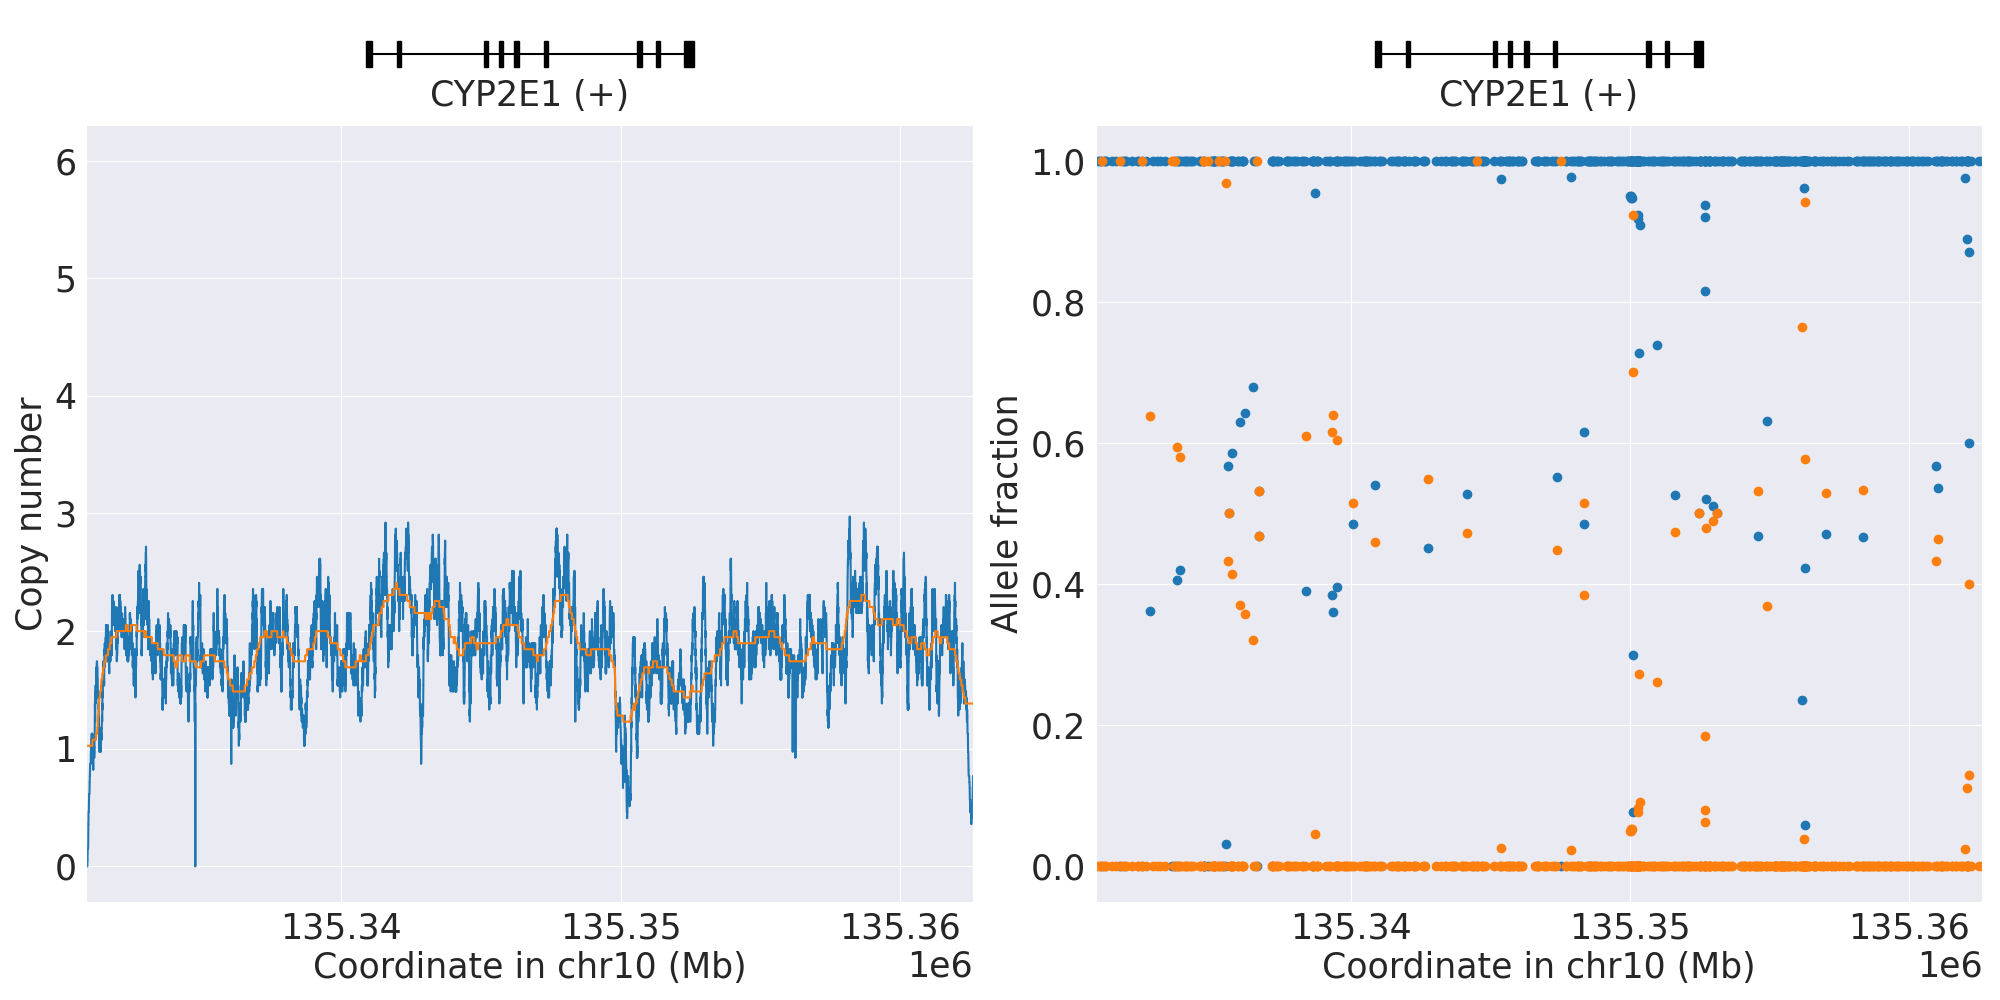 CYP2E1 (+)
6
5
4
3
2
1
0
Copy number
135.34 135.35 135.36
Coordinate in chr10 (Mb)
1e6
CYP2E1 (+)
1.0
0.8
0.6
0.4
0.2
0.0
Allele fraction
135.34 135.35 135.36
Coordinate in chr10 (Mb)
1e6